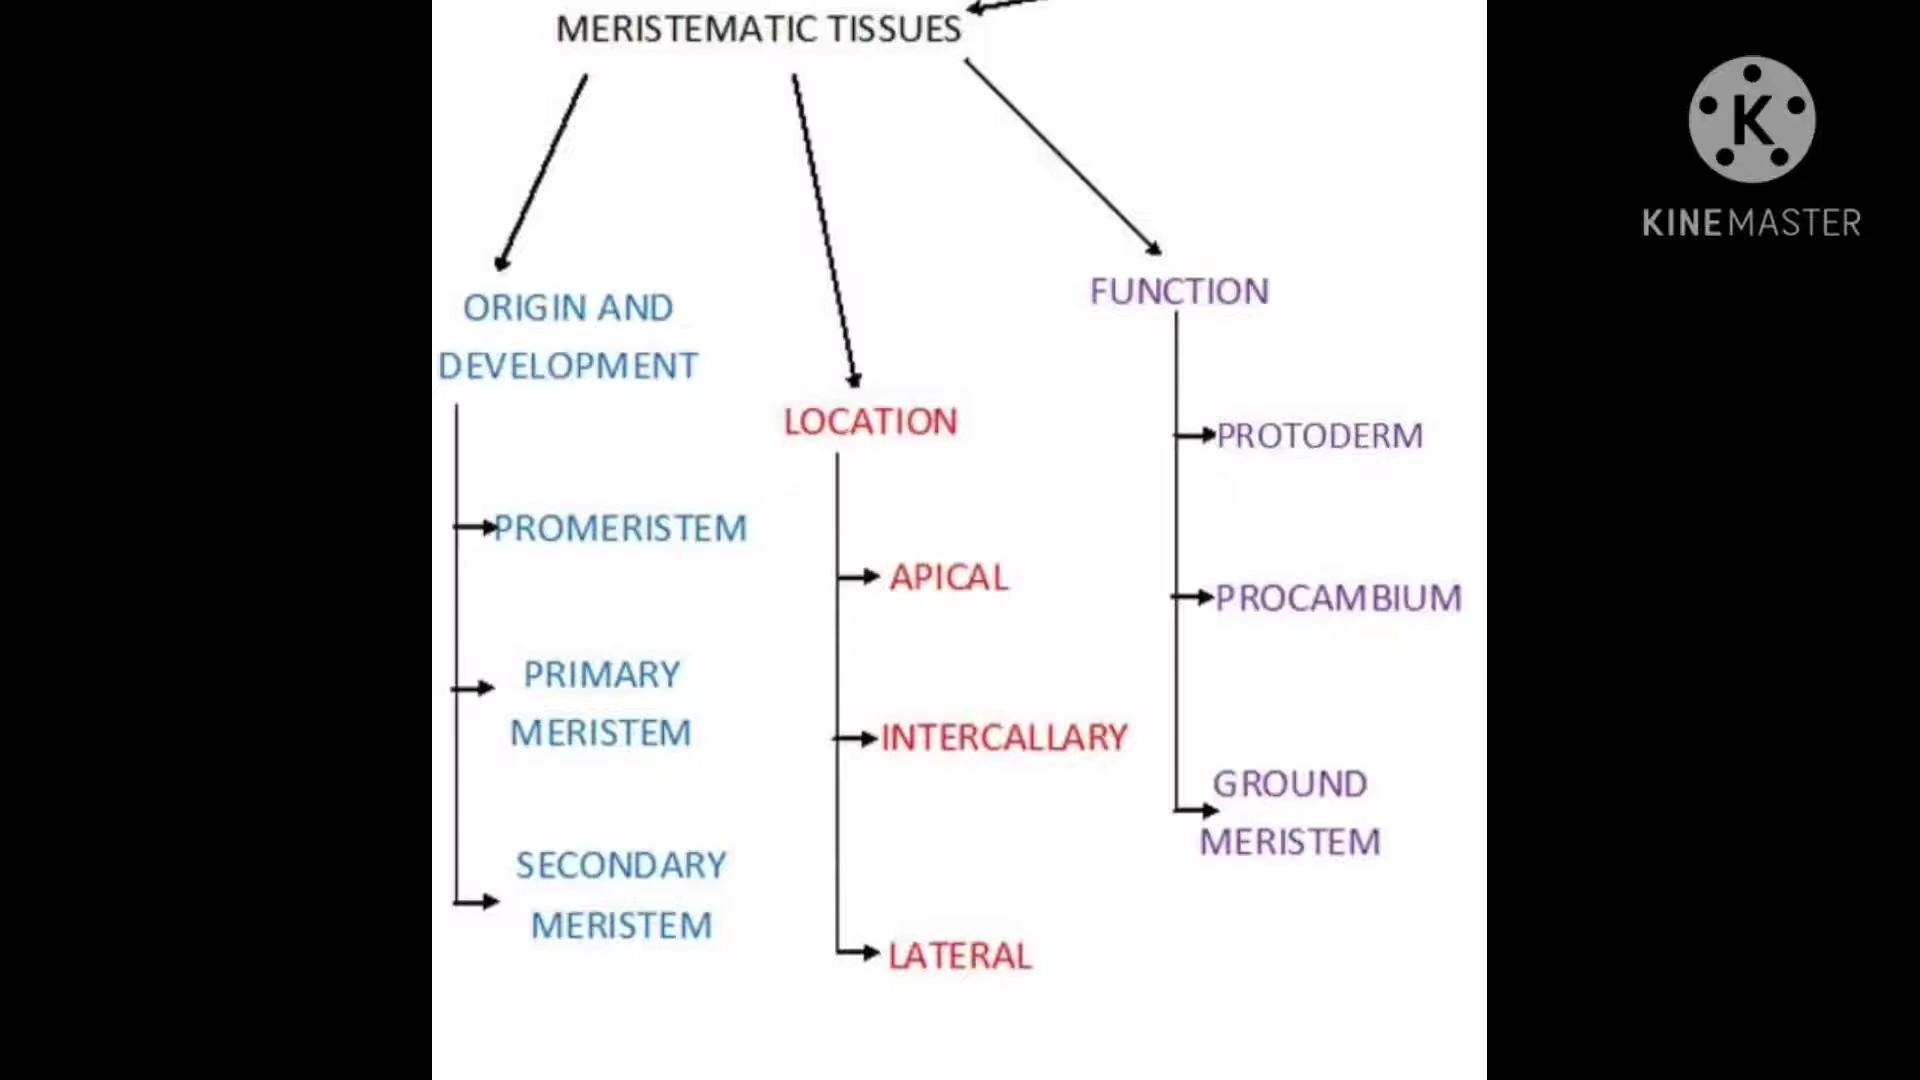 MERISTEMATIC TISSUES
ORIGIN AND
DEVELOPMENT
PROMERISTEM
PRIMARY
MERISTEM
SECONDARY
MERISTEM
LOCATION
APICAL
INTERCALLARY
LATERAL
FUNCTION
PROTODERM
PROCAMBIUM
GROUND
MERISTEM
K
KINEMASTER